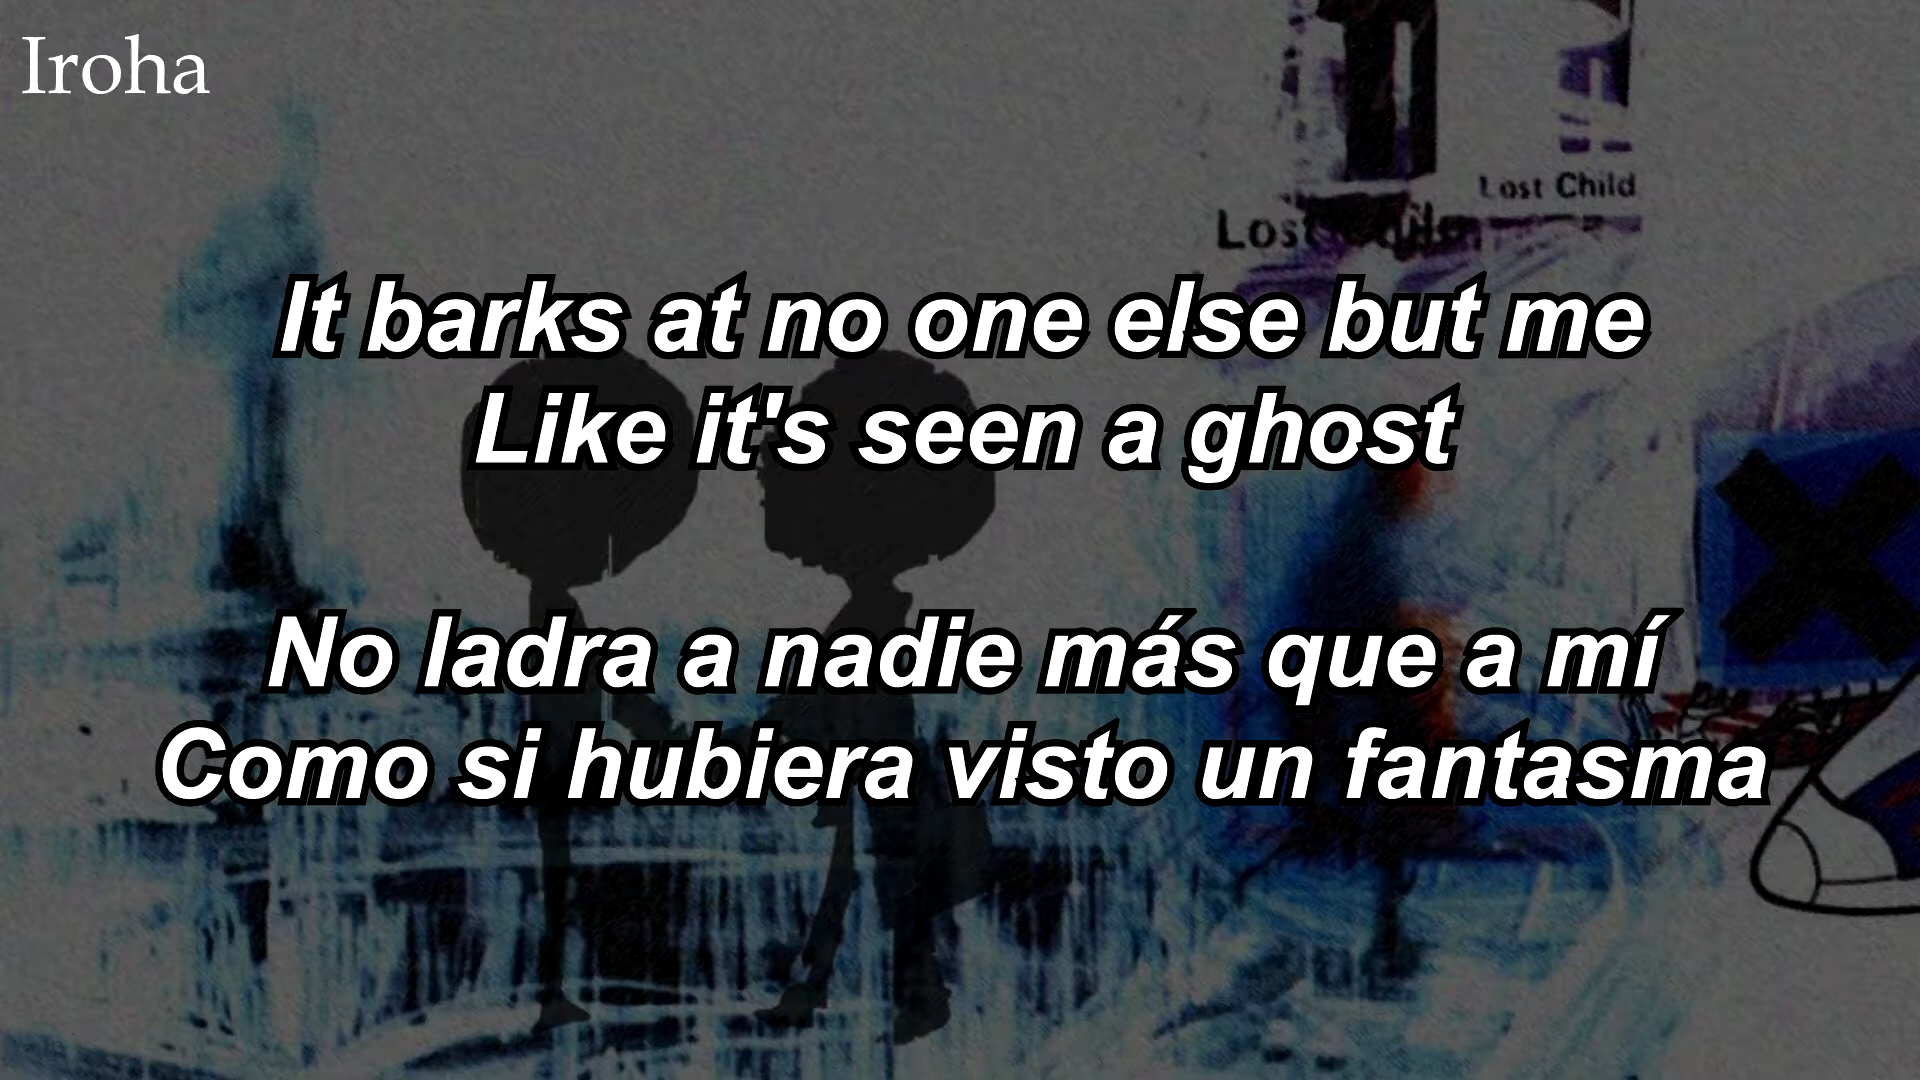 Iroha
Lost Child
It barks at no one else but me
Like it's seen a ghost
No ladra a nadie más que a mí
Como si hubiera visto un fantasma